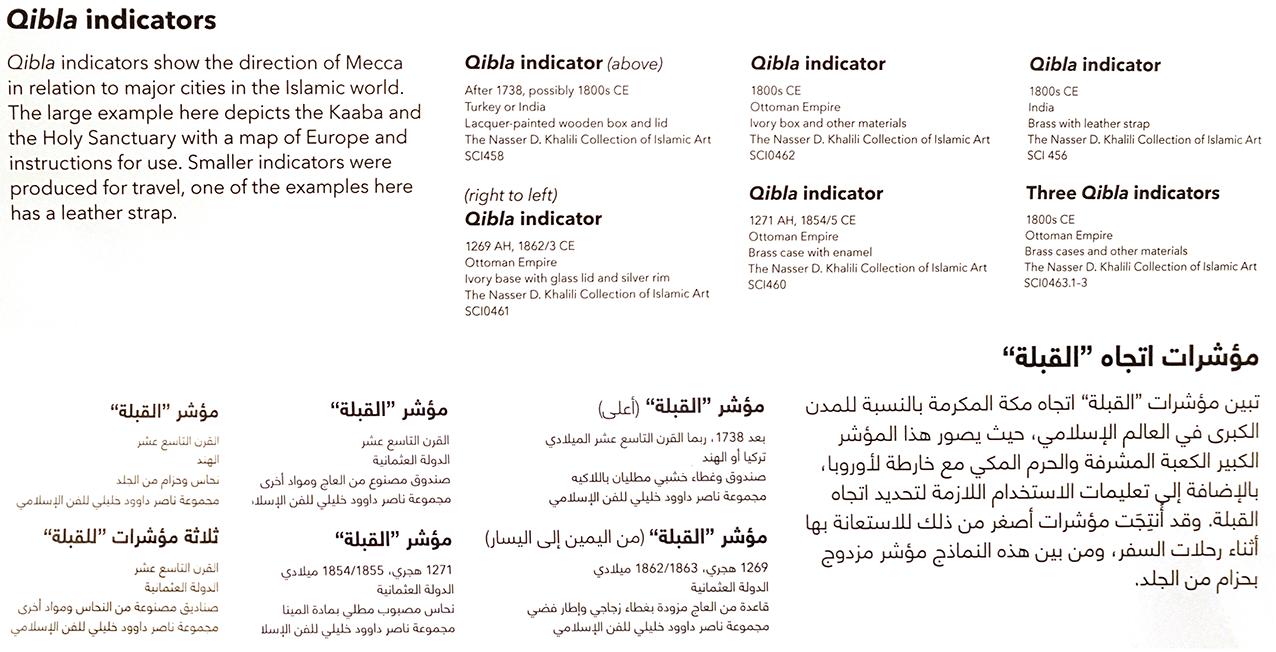 Qibla indicators
Qibla indicators show the direction of Mecca
in relation to major cities in the Islamic world.
The large example here depicts the Kaaba and
the Holy Sanctuary with a map of Europe and
instructions for use. Smaller indicators were
produced for travel, one of the examples here
has a leather strap.
Qibla indicator (above)
After 1738, possibly 1800s CE
Turkey or India
Lacquer-painted wooden box and lid
The Nasser D. Khalili Collection of Islamic Art
SCI458
Qibla indicator
1800s CE
Ottoman Empire
Ivory box and other materials
The Nasser D. Khalili Collection of Islamic Art
SCI0462
Qibla indicator
1800s CE
India
Brass with leather strap
The Nasser D. Khalili Collection of Islamic Art
SCI 456
(right to left)
Qibla indicator
1269 AH, 1862/3 CE
Ottoman Empire
Ivory base with glass lid and silver rim
The Nasser D. Khalili Collection of Islamic Art
SCI0461
Qibla indicator
1271 AH, 1854/5 CE
Ottoman Empire
Brass case with enamel
The Nasser D. Khalili Collection of Islamic Art
SCI460
Three Qibla indicators
1800s CE
Ottoman Empire
Brass cases and other materials
The Nasser D. Khalili Collection of Islamic Art
SCI0463.1-3
مؤشرات اتجاه ”القبلة“
تبين مؤشرات ”القبلة“ اتجاه مكة المكرمة بالنسبة للمدن
الكبرى في العالم الإسلامي، حيث يصور هذا المؤشر
الكبير الكعبة المشرفة والحرم المكي مع خارطة لأوروبا،
بالإضافة إلى تعليمات الاستخدام اللازمة لتحديد اتجاه
القبلة. وقد أُنتِجَت مؤشرات أصغر من ذلك للاستعانة بها
أثناء رحلات السفر، ومن بين هذه النماذج مؤشر مزدوج
بحزام من الجلد.
مؤشر ”القبلة“ (أعلى)
بعد 1738، ربما القرن التاسع عشر الميلادي
تركيا أو الهند
صندوق وغطاء خشبي مطليان باللاكيه
مجموعة ناصر داوود خليلي للفن الإسلامي
مؤشر ”القبلة“
القرن التاسع عشر
الدولة العثمانية
صندوق مصنوع من العاج ومواد أخرى
مجموعة ناصر داوود خليلي للفن الإسلا
مؤشر ”القبلة“
القرن التاسع عشر
الهند
نحاس وحزام من الجلد
مجموعة ناصر داوود خليلي للفن الإسلامي
مؤشر ”القبلة“ (من اليمين إلى اليسار)
1269 هجري، 1862/1863 ميلادي
الدولة العثمانية
قاعدة من العاج مزودة بغطاء زجاجي وإطار فضي
مجموعة ناصر داوود خليلي للفن الإسلامي
مؤشر ”القبلة“
1271 هجري، 1854/1855 ميلادي
الدولة العثمانية
نحاس مصبوب مطلي بمادة المينا
مجموعة ناصر داوود خليلي للفن الإسلا
ثلاثة مؤشرات ”للقبلة“
القرن التاسع عشر
الدولة العثمانية
صناديق مصنوعة من النحاس ومواد أخرى
مجموعة ناصر داوود خليلي للفن الإسلامي